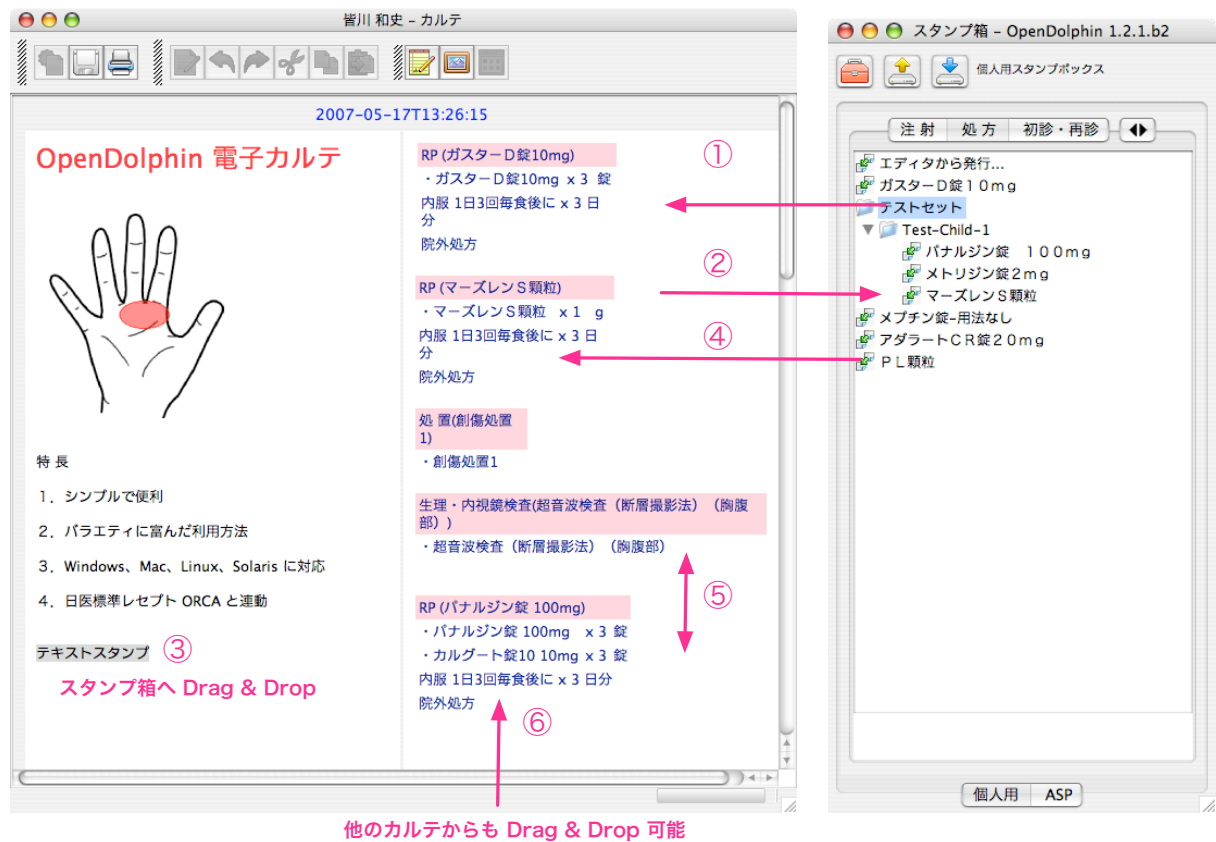 皆川 和史 – カルテ
2007-05-17T13:26:15
OpenDolphin 電子カルテ
特 長
1．シンプルで便利
2．バラエティに富んだ利用方法
3．Windows、Mac、Linux、Solaris に対応
4．日医標準レセプト ORCA と連動
テキストスタンプ ③
スタンプ箱へ Drag & Drop
RP (ガスターＤ錠10mg)
・ガスターＤ錠10mg x 3 錠
内服 1日3回毎食後に x 3 日
分
院外処方
①
RP (マーズレンＳ顆粒)
・マーズレンＳ顆粒 x 1 g
内服 1日3回毎食後に x 3 日
分
院外処方
②
④
処 置(創傷処置
1)
・創傷処置1
生理・内視鏡検査(超音波検査（断層撮影法）（胸腹
部））
・超音波検査（断層撮影法）（胸腹部）
⑤
RP (パナルジン錠 100mg)
・パナルジン錠 100mg x 3 錠
・カルグート錠10 10mg x 3 錠
内服 1日3回毎食後に x 3 日分
院外処方
⑥
他のカルテからも Drag & Drop 可能
スタンプ箱 – OpenDolphin 1.2.1.b2
個人用スタンプボックス
注 射 処 方 初診・再診
エディタから発行...
ガスターＤ錠１０ｍｇ
テストセット
Test-Child-1
パナルジン錠　１００ｍｇ
メトリジン錠２ｍｇ
マーズレンＳ顆粒
メプチン錠-用法なし
アダラートＣＲ錠２０ｍｇ
ＰＬ顆粒
個人用 ASP